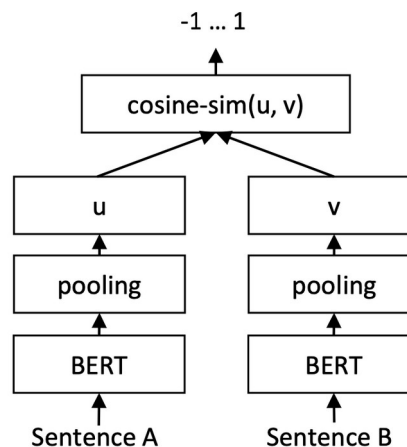 -1 ... 1
cosine-sim(u, v)
u
v
pooling
pooling
BERT
BERT
Sentence A
Sentence B